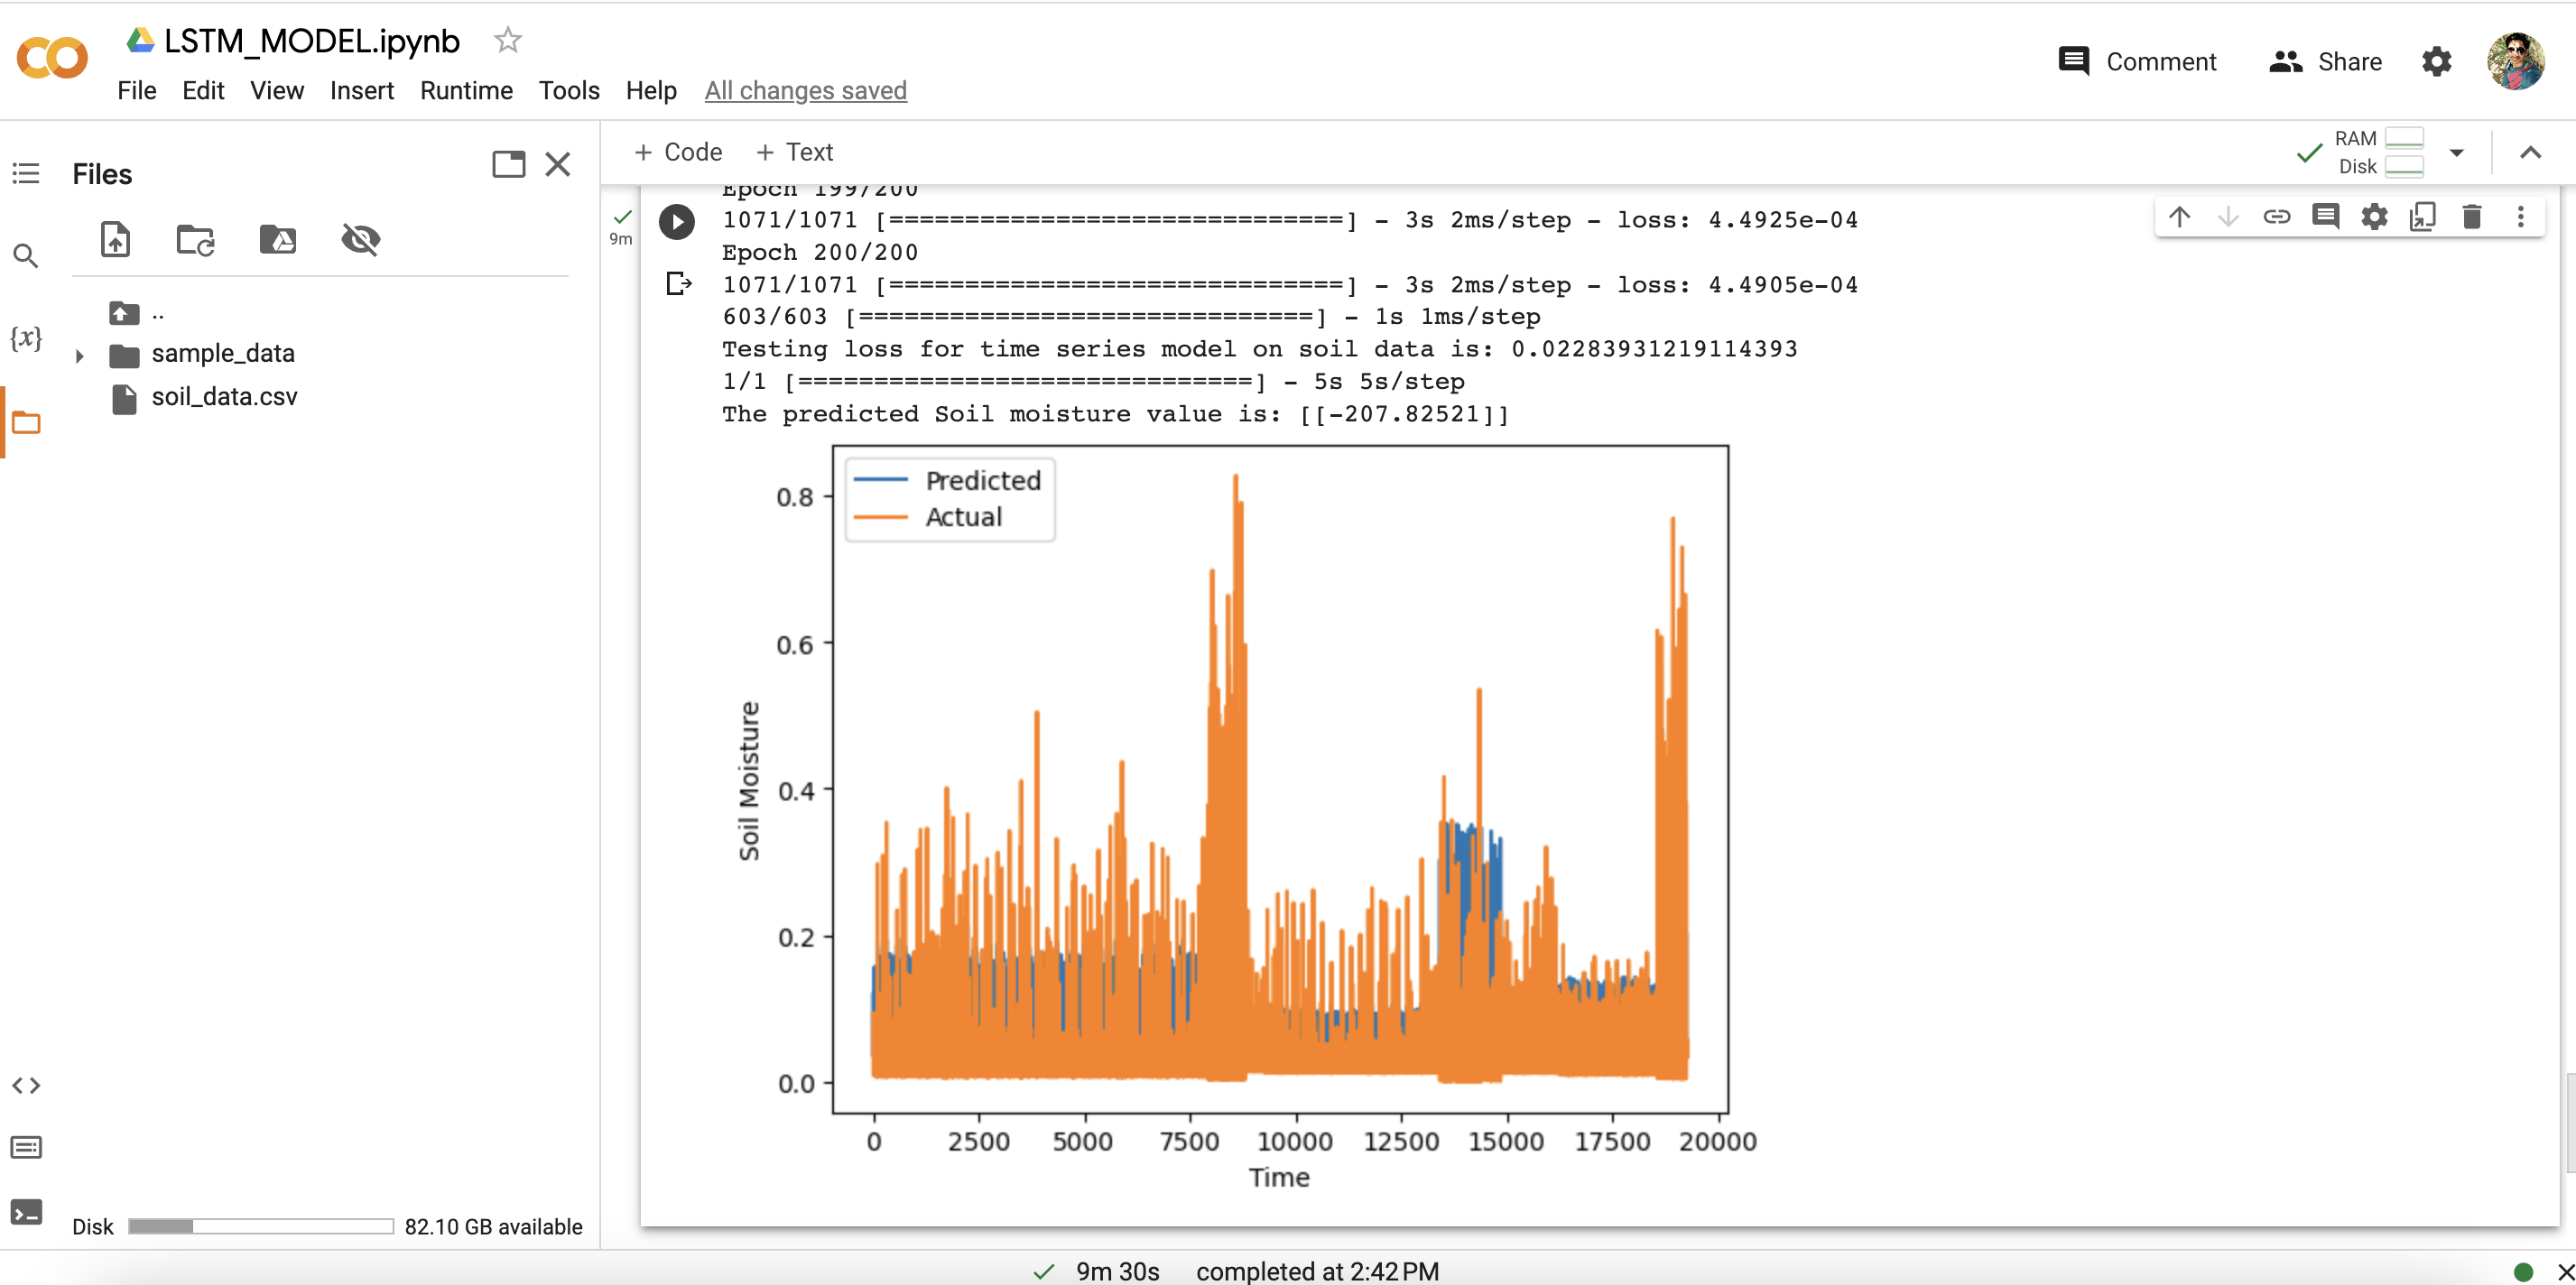 LSTM_MODEL.ipynb
File Edit View Insert Runtime Tools Help All changes saved
Comment Share
Files
+ Code + Text
RAM
Disk
{x}
..
sample_data
soil_data.csv
9m
Epoch 199/200
1071/1071 [==============================] - 3s 2ms/step - loss: 4.4925e-04
Epoch 200/200
1071/1071 [==============================] - 3s 2ms/step - loss: 4.4905e-04
603/603 [==============================] - 1s 1ms/step
Testing loss for time series model on soil data is: 0.02283931219114393
1/1 [==============================] - 5s 5s/step
The predicted Soil moisture value is: [[-207.82521]]
Predicted
Actual
0.8
0.6
0.4
0.2
0.0
Soil Moisture
0 2500 5000 7500 10000 12500 15000 17500 20000
Time
Disk 82.10 GB available
9m 30s completed at 2:42 PM